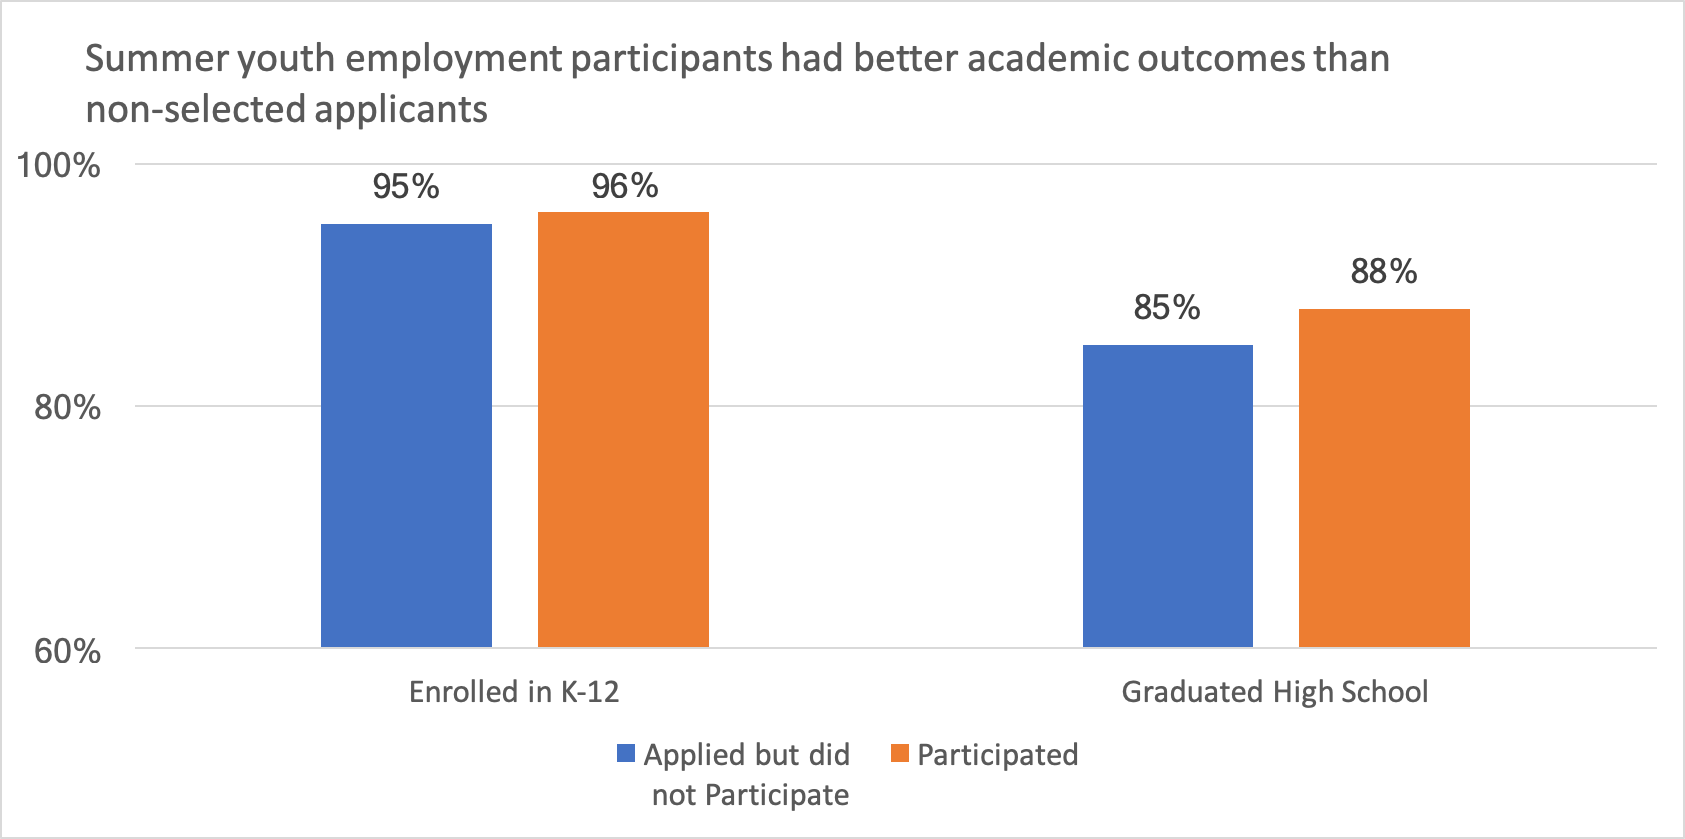 Summer youth employment participants had better academic outcomes than
non-selected applicants
100%
95%
96%
88%
85%
80%
60%
Enrolled in K-12
Graduated High School
Applied but did
not Participate
Participated